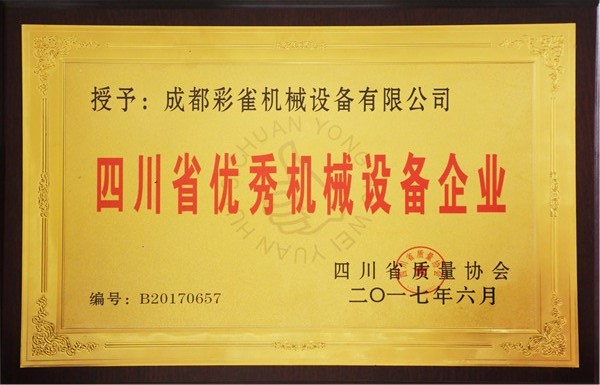 授予：成都彩雀机械设备有限公司
四川省优秀机械设备企业
四川省质量协会
二〇一七年六月
编号：B20170657